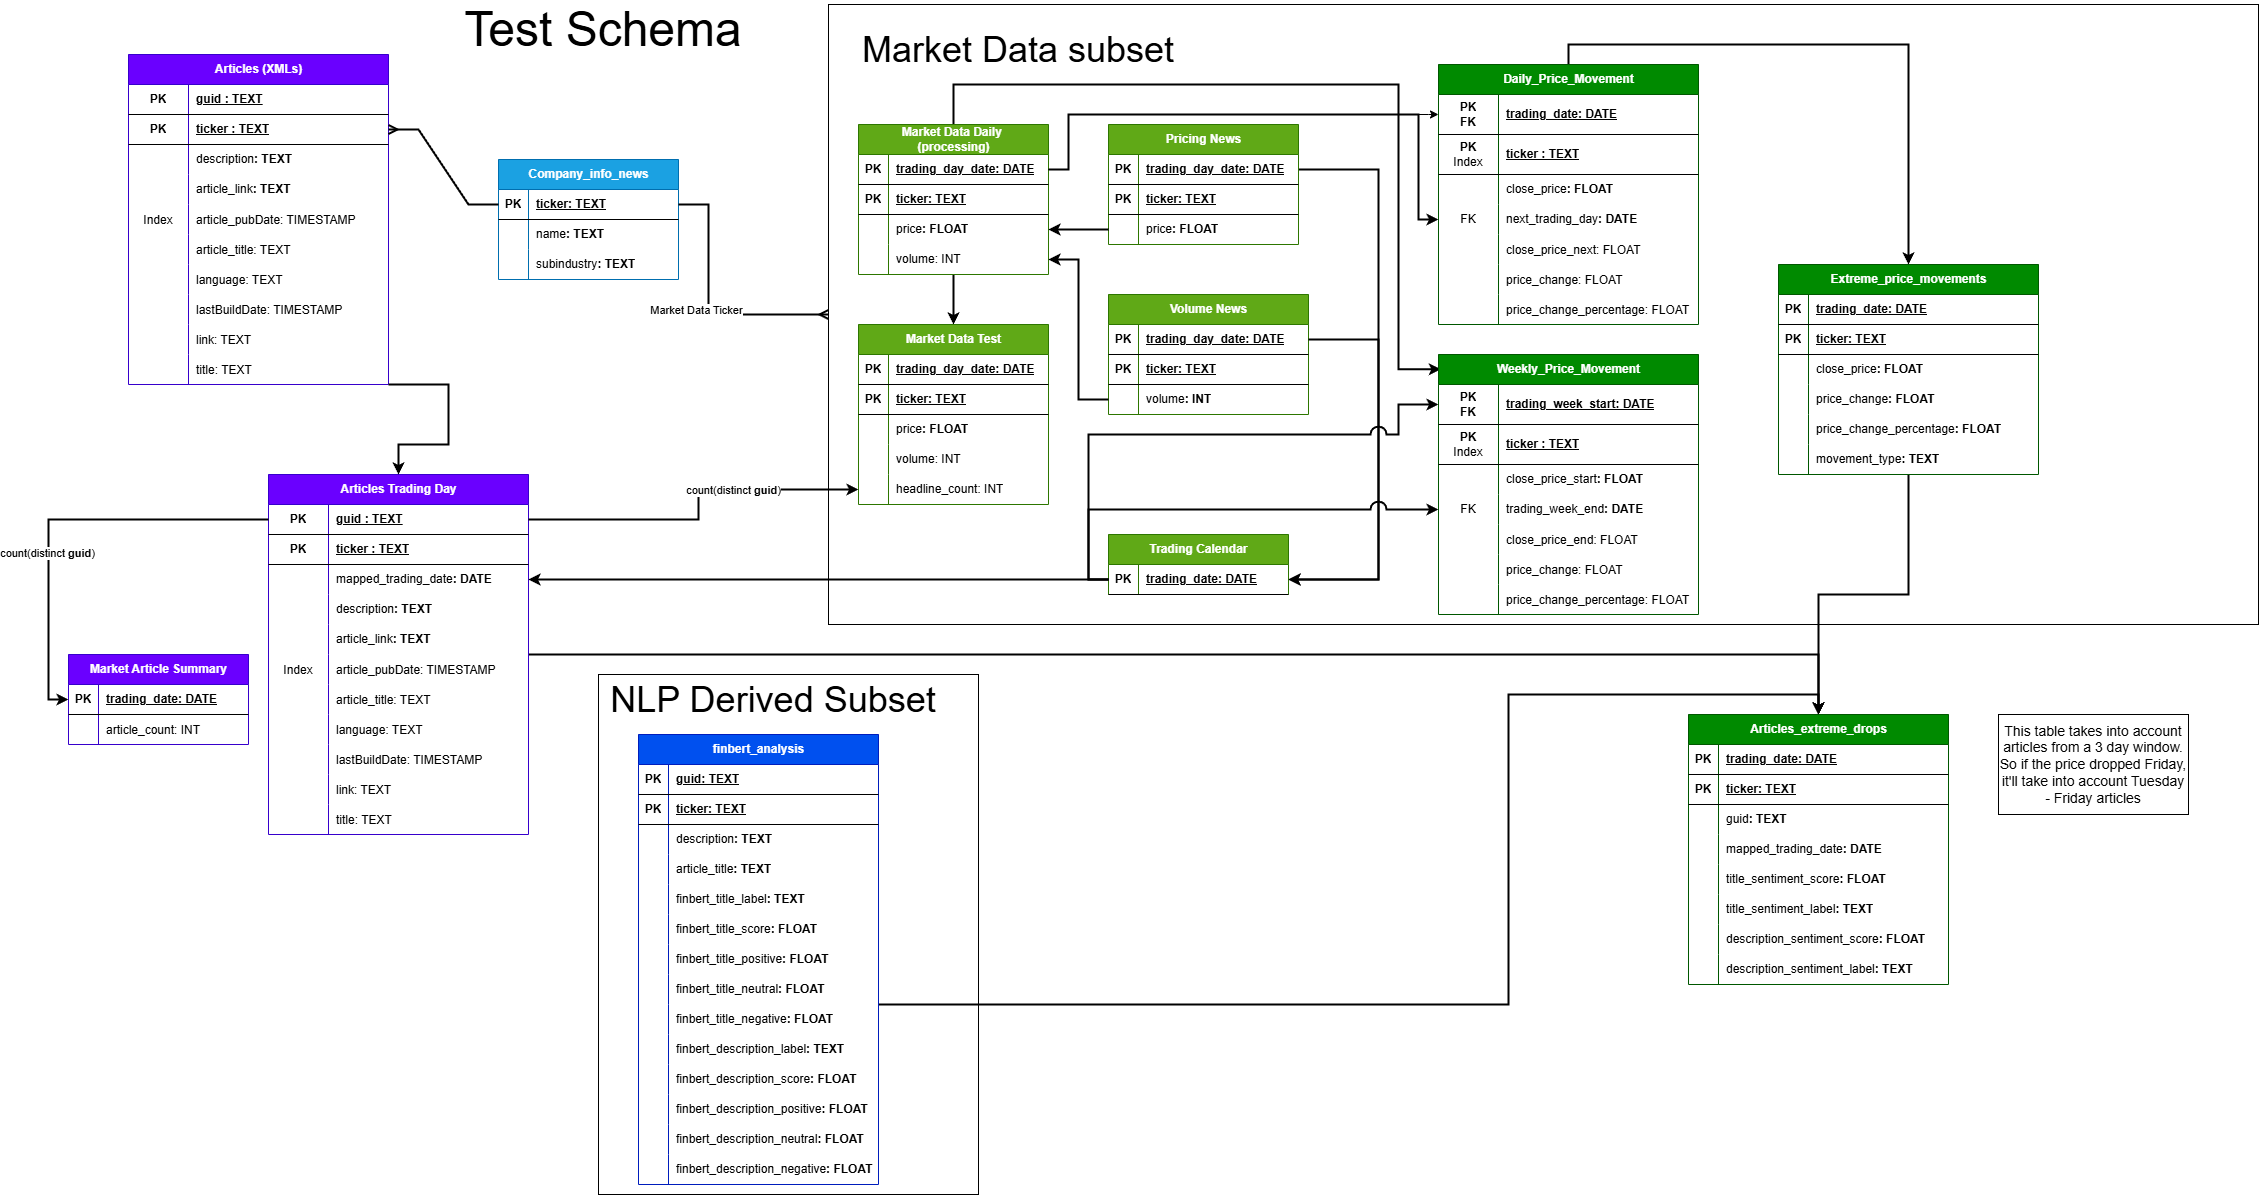 Test Schema
Articles (XMLs)
PK guid : TEXT
PK ticker : TEXT
description: TEXT
article_link: TEXT
Index article_pubDate: TIMESTAMP
article_title: TEXT
language: TEXT
lastBuildDate: TIMESTAMP
link: TEXT
title: TEXT
Company_info_news
PK ticker: TEXT
name: TEXT
subindustry: TEXT
Market Data Ticker
Market Data subset
Market Data Daily
(processing)
PK trading_day_date: DATE
PK ticker: TEXT
price: FLOAT
volume: INT
Pricing News
PK trading_day_date: DATE
PK ticker: TEXT
price: FLOAT
Market Data Test
PK trading_day_date: DATE
PK ticker: TEXT
price: FLOAT
volume: INT
headline_count: INT
Volume News
PK trading_day_date: DATE
PK ticker: TEXT
volume: INT
Trading Calendar
PK trading_date: DATE
Daily_Price_Movement
PK
FK trading_date: DATE
PK
Index ticker : TEXT
close_price: FLOAT
FK next_trading_day: DATE
close_price_next: FLOAT
price_change: FLOAT
price_change_percentage: FLOAT
Weekly_Price_Movement
PK
FK trading_week_start: DATE
PK
Index ticker : TEXT
close_price_start: FLOAT
FK trading_week_end: DATE
close_price_end: FLOAT
price_change: FLOAT
price_change_percentage: FLOAT
Extreme_price_movements
PK trading_date: DATE
PK ticker: TEXT
close_price: FLOAT
price_change: FLOAT
price_change_percentage: FLOAT
movement_type: TEXT
Articles Trading Day
PK guid : TEXT
PK ticker : TEXT
mapped_trading_date: DATE
description: TEXT
article_link: TEXT
Index article_pubDate: TIMESTAMP
article_title: TEXT
language: TEXT
lastBuildDate: TIMESTAMP
link: TEXT
title: TEXT
count(distinct guid)
count(distinct guid)
Market Article Summary
PK trading_date: DATE
article_count: INT
NLP Derived Subset
finbert_analysis
PK guid: TEXT
PK ticker: TEXT
description: TEXT
article_title: TEXT
finbert_title_label: TEXT
finbert_title_score: FLOAT
finbert_title_positive: FLOAT
finbert_title_neutral: FLOAT
finbert_title_negative: FLOAT
finbert_description_label: TEXT
finbert_description_score: FLOAT
finbert_description_positive: FLOAT
finbert_description_neutral: FLOAT
finbert_description_negative: FLOAT
Articles_extreme_drops
PK trading_date: DATE
PK ticker: TEXT
guid: TEXT
mapped_trading_date: DATE
title_sentiment_score: FLOAT
title_sentiment_label: TEXT
description_sentiment_score: FLOAT
description_sentiment_label: TEXT
This table takes into account
articles from a 3 day window.
So if the price dropped Friday,
it'll take into account Tuesday
- Friday articles